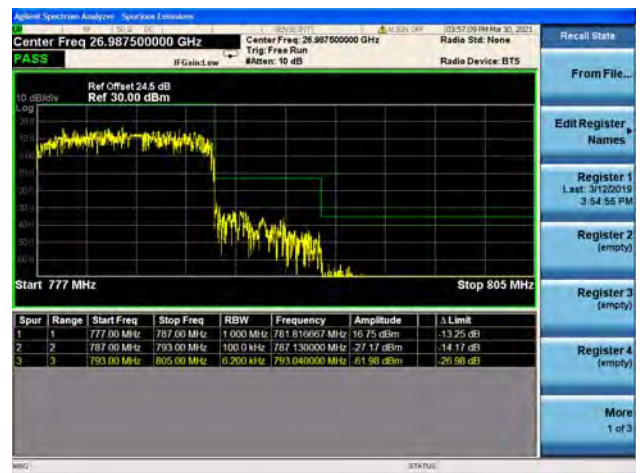 Agilent Spectrum Analyzer Spurious Emissions
RF 50 Ω DC SENSE:INT ALIGN OFF 03:57:09 PM Mar 30, 2021
Center Freq 26.987500000 GHz
Center Freq: 26.987500000 GHz
Radio Std: None
PASS
IFGain:Low
Trig: Free Run
#Atten: 10 dB
Radio Device: BTS
Ref Offset 24.5 dB
10 dB/div Ref 30.00 dBm
Log
Start 777 MHz Stop 805 MHz
Spur Range Start Freq Stop Freq RBW Frequency Amplitude Δ Limit
1 1 777.00 MHz 787.00 MHz 1.000 MHz 781.816667 MHz 16.75 dBm -13.25 dB
2 2 787.00 MHz 793.00 MHz 100.0 kHz 787.130000 MHz -27.17 dBm -14.17 dB
3 3 793.00 MHz 805.00 MHz 6.200 kHz 793.040000 MHz -61.98 dBm -26.98 dB
MSG STATUS
Recall State
From File...
Edit Register
Names
Register 1
Last: 3/12/2019
3:54:55 PM
Register 2
(empty)
Register 3
(empty)
Register 4
(empty)
More
1 of 3